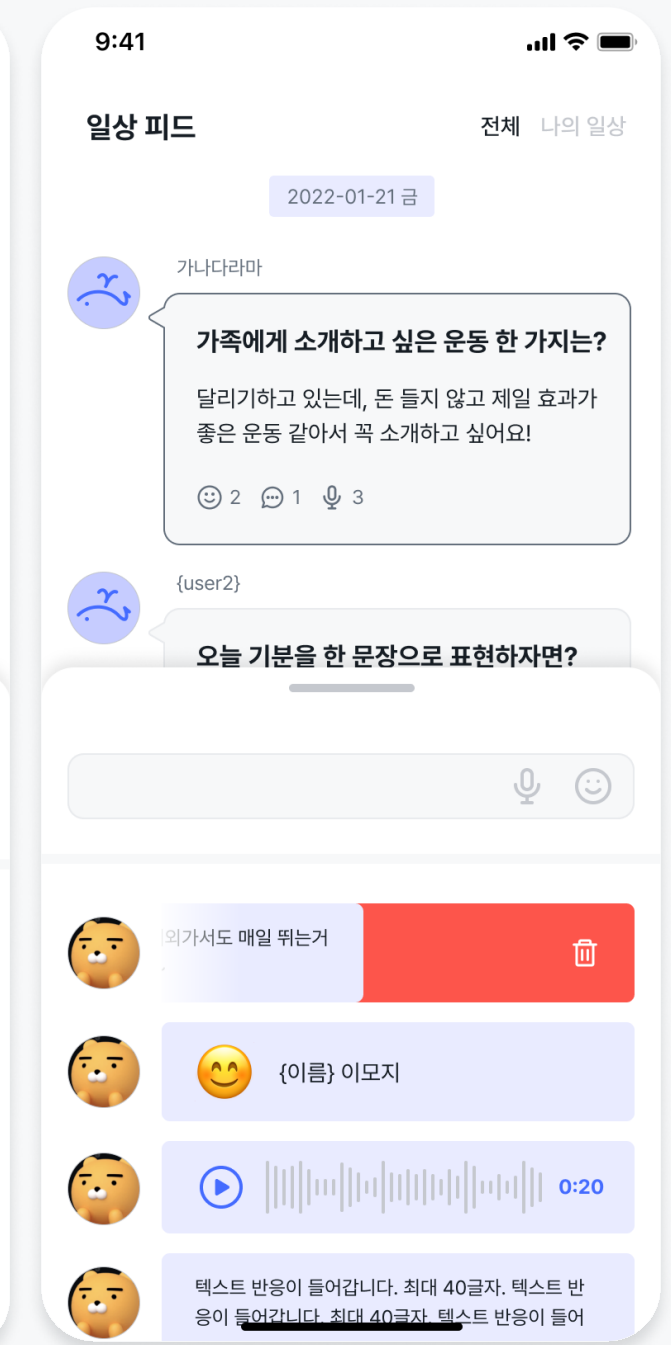 9:41
일상 피드
전체 나의 일상
2022-01-21 금
가나다라마
가족에게 소개하고 싶은 운동 한 가지는?
달리기하고 있는데, 돈 들지 않고 제일 효과가
좋은 운동 같아서 꼭 소개하고 싶어요!
2 1 3
{user2}
오늘 기분을 한 문장으로 표현하자면?
매일 뛰는거
{이름} 이모지
0:20
텍스트 반응이 들어갑니다. 최대 40글자. 텍스트 반
응이 들어갑니다. 최대 40글자. 텍스트 반응이 들어